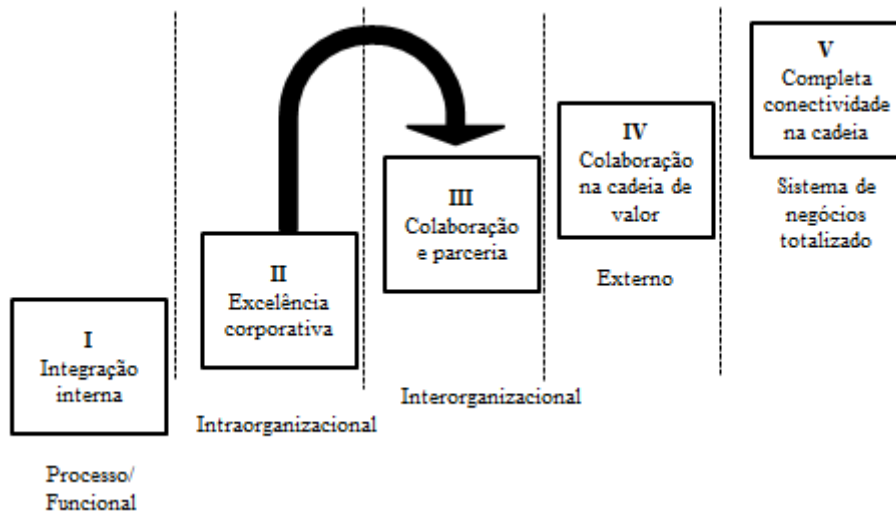 I
Integração
interna
Processo/
Funcional
II
Excelência
corporativa
Intraorganizacional
III
Colaboração
e parceria
Interorganizacional
IV
Colaboração
na cadeia de
valor
Externo
V
Completa
conectividade
na cadeia
Sistema de
negócios
totalizado